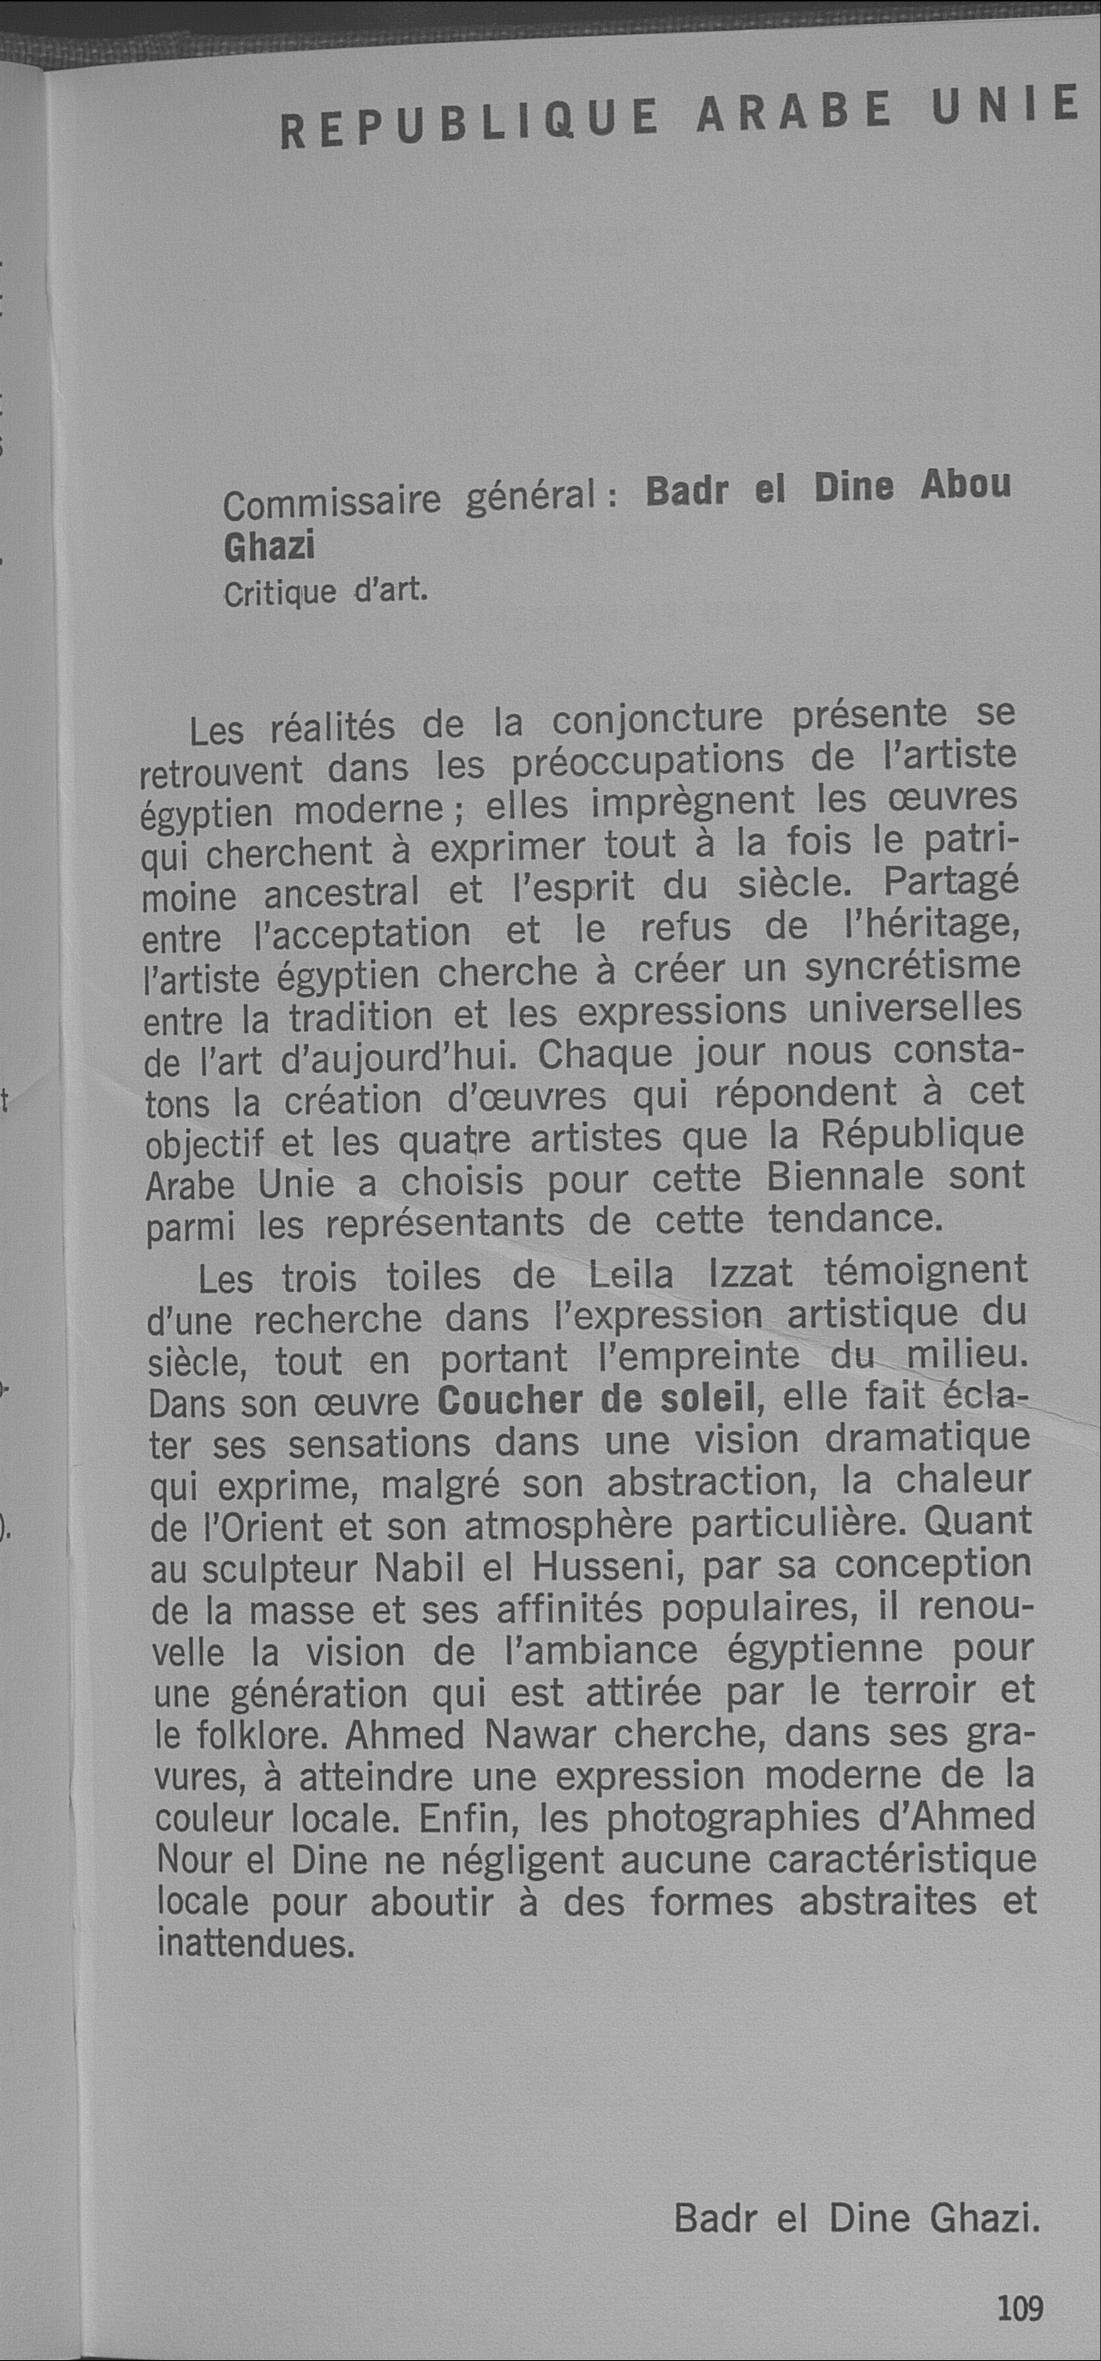 REPUBLIQUE ARABE UNIE
Commissaire général : Badr el Dine Abou
Ghazi
Critique d'art.
Les réalités de la conjoncture présente se
retrouvent dans les préoccupations de l'artiste
égyptien moderne ; elles imprègnent les œuvres
qui cherchent à exprimer tout à la fois le patri-
moine ancestral et l'esprit du siècle. Partagé
entre l'acceptation et le refus de l'héritage,
l'artiste égyptien cherche à créer un syncrétisme
entre la tradition et les expressions universelles
de l'art d'aujourd'hui. Chaque jour nous consta-
tons la création d'œuvres qui répondent à cet
objectif et les quatre artistes que la République
Arabe Unie a choisis pour cette Biennale sont
parmi les représentants de cette tendance.
Les trois toiles de Leila Izzat témoignent
d'une recherche dans l'expression artistique du
siècle, tout en portant l'empreinte du milieu.
Dans son œuvre Coucher de soleil, elle fait écla-
ter ses sensations dans une vision dramatique
qui exprime, malgré son abstraction, la chaleur
de l'Orient et son atmosphère particulière. Quant
au sculpteur Nabil el Husseni, par sa conception
de la masse et ses affinités populaires, il renou-
velle la vision de l'ambiance égyptienne pour
une génération qui est attirée par le terroir et
le folklore. Ahmed Nawar cherche, dans ses gra-
vures, à atteindre une expression moderne de la
couleur locale. Enfin, les photographies d'Ahmed
Nour el Dine ne négligent aucune caractéristique
locale pour aboutir à des formes abstraites et
inattendues.
Badr el Dine Ghazi.
109